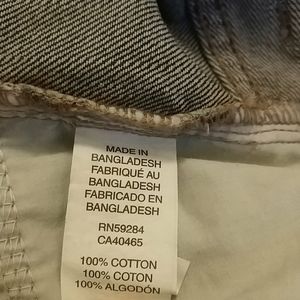 MADE IN
BANGLADESH
FABRIQUÉ AU
BANGLADESH
FABRICADO EN
BANGLADESH
RN59284
CA40465
100% COTTON
100% COTON
100% ALGODÓN